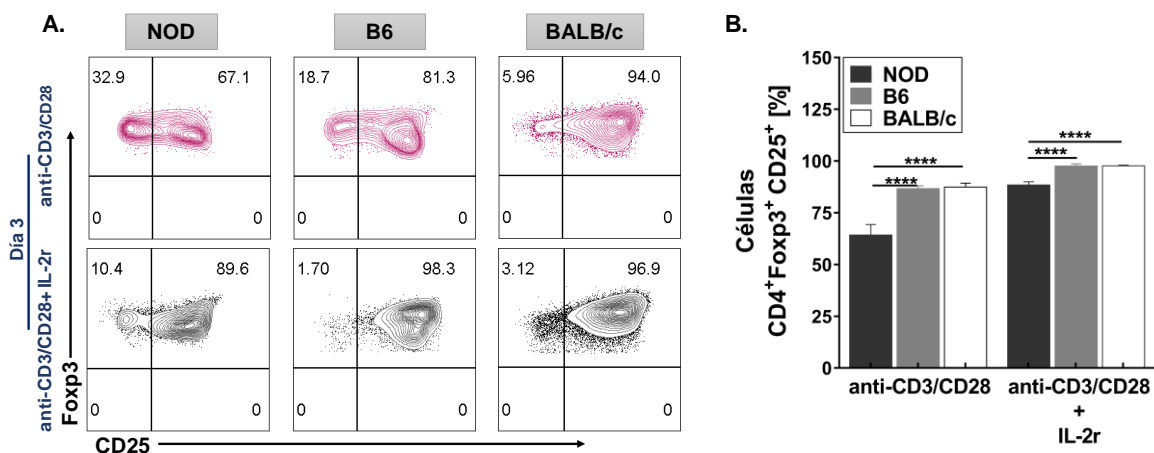 A.
NOD
B6
BALB/c
Día 3
anti-CD3/CD28
32.9 67.1
0 0
18.7 81.3
0 0
5.96 94.0
0 0
anti-CD3/CD28+ IL-2r
10.4 89.6
0 0
1.70 98.3
0 0
3.12 96.9
0 0
Foxp3
CD25
B.
Células
CD4+Foxp3+ CD25+ [%]
150
125
100
75
50
25
0
NOD
B6
BALB/c
****
****
****
****
anti-CD3/CD28
anti-CD3/CD28
+
IL-2r